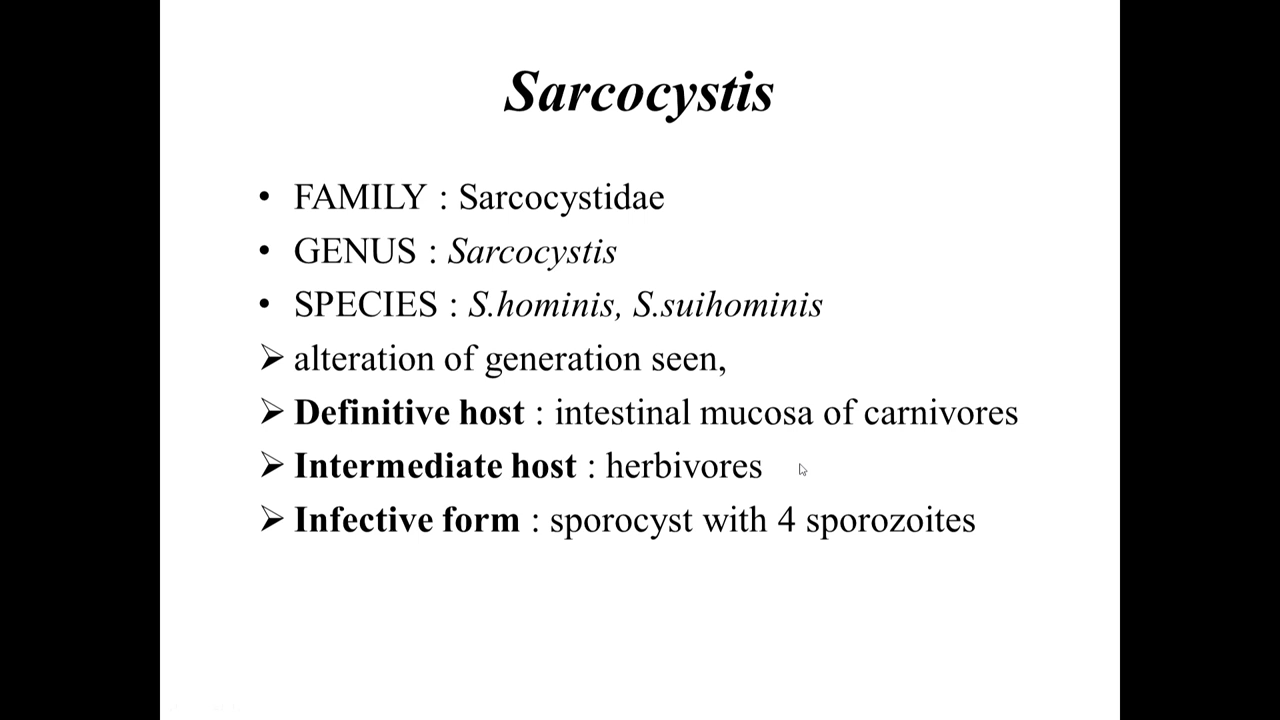 Sarcocystis
• FAMILY : Sarcocystidae
• GENUS : Sarcocystis
• SPECIES : S.hominis, S.suihominis
➢ alteration of generation seen,
➢ Definitive host : intestinal mucosa of carnivores
➢ Intermediate host : herbivores
➢ Infective form : sporocyst with 4 sporozoites